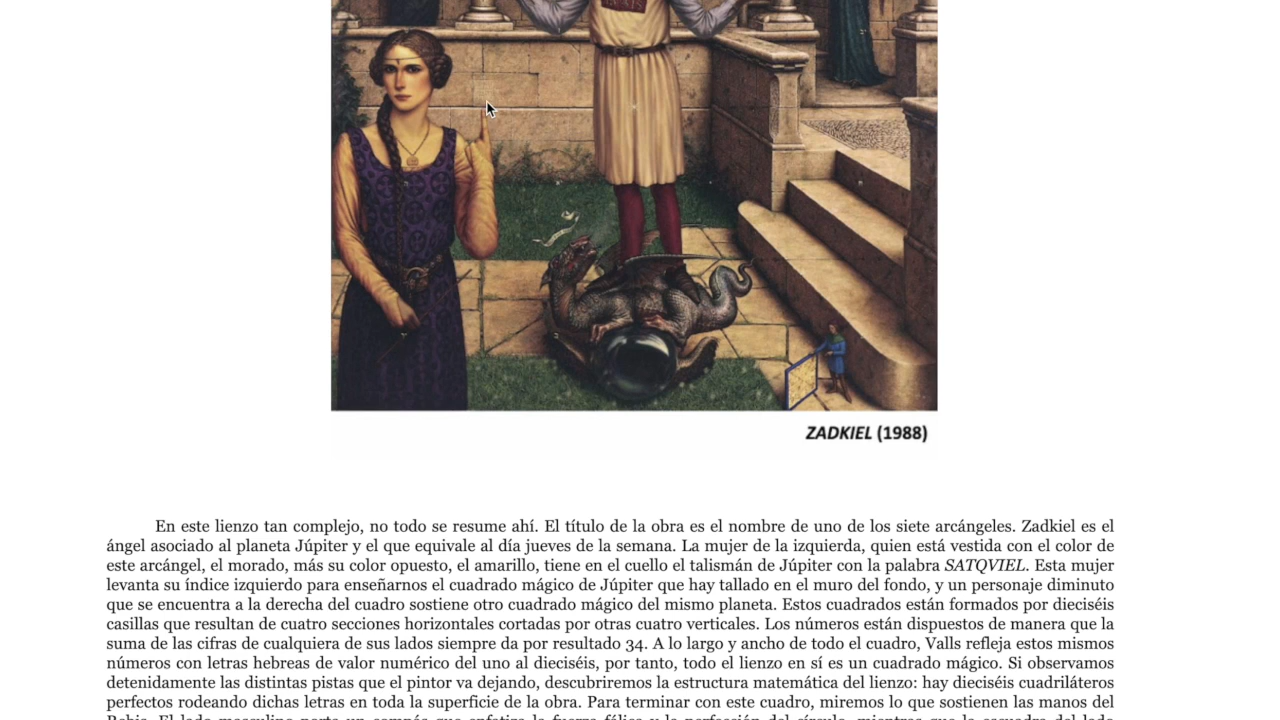 ZADKIEL (1988)
En este lienzo tan complejo, no todo se resume ahí. El título de la obra es el nombre de uno de los siete arcángeles. Zadkiel es el
ángel asociado al planeta Júpiter y el que equivale al día jueves de la semana. La mujer de la izquierda, quien está vestida con el color de
este arcángel, el morado, más su color opuesto, el amarillo, tiene en el cuello el talismán de Júpiter con la palabra SATQVIEL. Esta mujer
levanta su índice izquierdo para enseñarnos el cuadrado mágico de Júpiter que hay tallado en el muro del fondo, y un personaje diminuto
que se encuentra a la derecha del cuadro sostiene otro cuadrado mágico del mismo planeta. Estos cuadrados están formados por dieciséis
casillas que resultan de cuatro secciones horizontales cortadas por otras cuatro verticales. Los números están dispuestos de manera que la
suma de las cifras de cualquiera de sus lados siempre da por resultado 34. A lo largo y ancho de todo el cuadro, Valls refleja estos mismos
números con letras hebreas de valor numérico del uno al dieciséis, por tanto, todo el lienzo en sí es un cuadrado mágico. Si observamos
detenidamente las distintas pistas que el pintor va dejando, descubriremos la estructura matemática del lienzo: hay dieciséis cuadriláteros
perfectos rodeando dichas letras en toda la superficie de la obra. Para terminar con este cuadro, miremos lo que sostienen las manos del